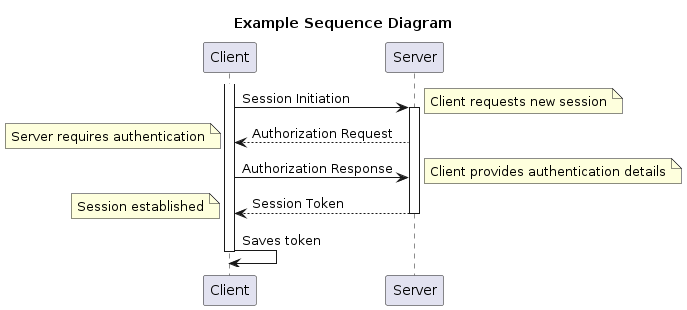 Example Sequence Diagram
Client
Server
Session Initiation
Client requests new session
Authorization Request
Server requires authentication
Authorization Response
Client provides authentication details
Session Token
Session established
Saves token
Client
Server